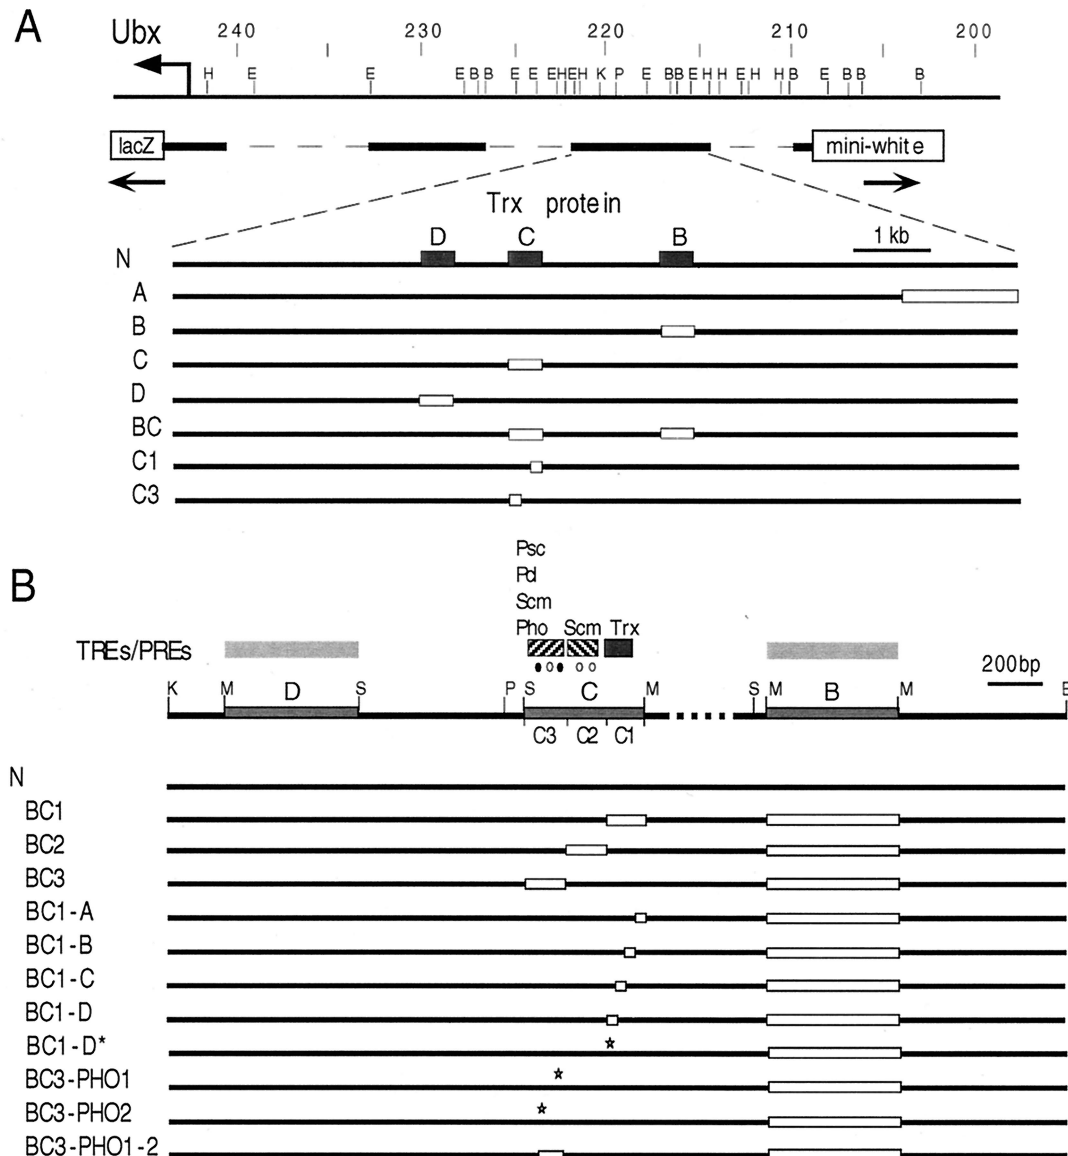 A
Ubx
240 230 220 210 200
H E E E B B E E E H E H K P E B B E H H E H H B E B B B
lacZ
mini-white
Trx protein
D C B
1 kb
N
A
B
C
D
BC
C1
C3
B
Psc
Pd
Scm
Pho Scm Trx
TREs/PREs
200bp
K M D S P S C M S M B M E
C3 C2 C1
N
BC1
BC2
BC3
BC1-A
BC1-B
BC1-C
BC1-D
BC1-D*
BC3-PHO1
BC3-PHO2
BC3-PHO1-2